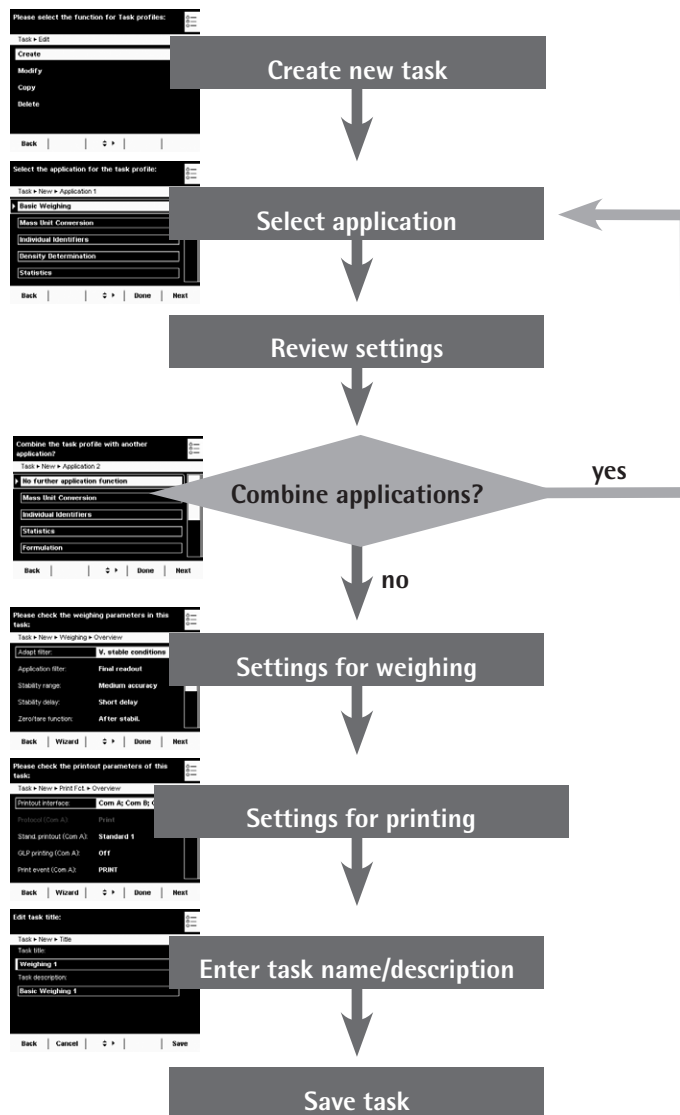 Please select the function for Task profiles:
Task ▸ Edit
Create
Modify
Copy
Delete
Back
Create new task
Select the application for the task profile:
Task ▸ New ▸ Application 1
Basic Weighing
Mass Unit Conversion
Individual Identifiers
Density Determination
Statistics
Back Done Next
Select application
Review settings
Combine the task profile with another
application?
Task ▸ New ▸ Application 2
No further application function
Mass Unit Conversion
Individual Identifiers
Statistics
Formulation
Back Done Next
Combine applications?
yes
no
Please check the weighing parameters in this
task:
Task ▸ New ▸ Weighing ▸ Overview
Adapt filter: V. stable conditions
Application filter: Final readout
Stability range: Medium accuracy
Stability delay: Short delay
Zero/tare function: After stabil.
Back Wizard Done Next
Settings for weighing
Please check the printout parameters of this
task:
Task ▸ New ▸ Print Fct. ▸ Overview
Printout interface: Com A; Com B;
Protocol (Com A): Print
Stand. printout (Com A): Standard 1
GLP printing (Com A): Off
Print event (Com A): PRINT
Back Wizard Done Next
Settings for printing
Edit task title:
Task ▸ New ▸ Title
Task title:
Weighing 1
Task description:
Basic Weighing 1
Back Cancel Save
Enter task name/description
Save task